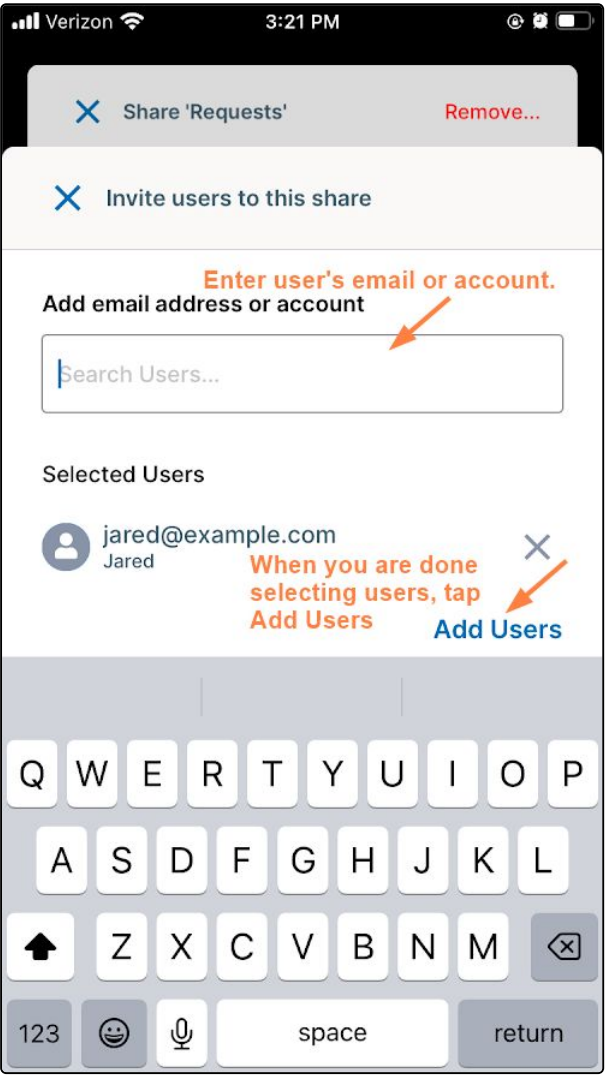 Verizon 3:21 PM
Share 'Requests' Remove...
Invite users to this share
Enter user's email or account.
Add email address or account
Search Users...
Selected Users
jared@example.com
Jared
When you are done
selecting users, tap
Add Users
Add Users
Q W E R T Y U I O P
A S D F G H J K L
Z X C V B N M
123 space return